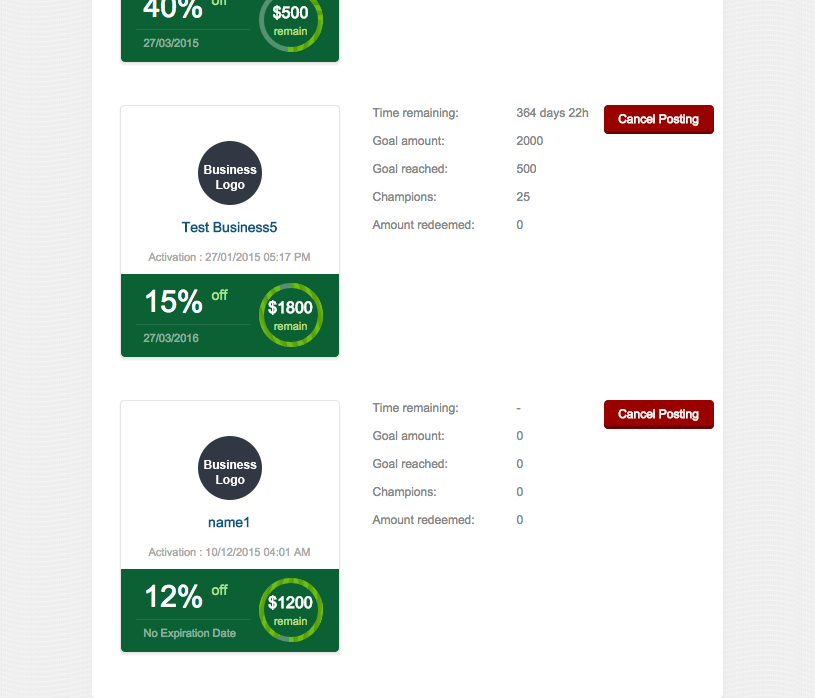 40% off
$500
remain
27/03/2015
Business
Logo
Test Business5
Activation : 27/01/2015 05:17 PM
15% off
$1800
remain
27/03/2016
Time remaining: 364 days 22h
Goal amount: 2000
Goal reached: 500
Champions: 25
Amount redeemed: 0
Cancel Posting
Business
Logo
name1
Activation : 10/12/2015 04:01 AM
12% off
$1200
remain
No Expiration Date
Time remaining: -
Goal amount: 0
Goal reached: 0
Champions: 0
Amount redeemed: 0
Cancel Posting